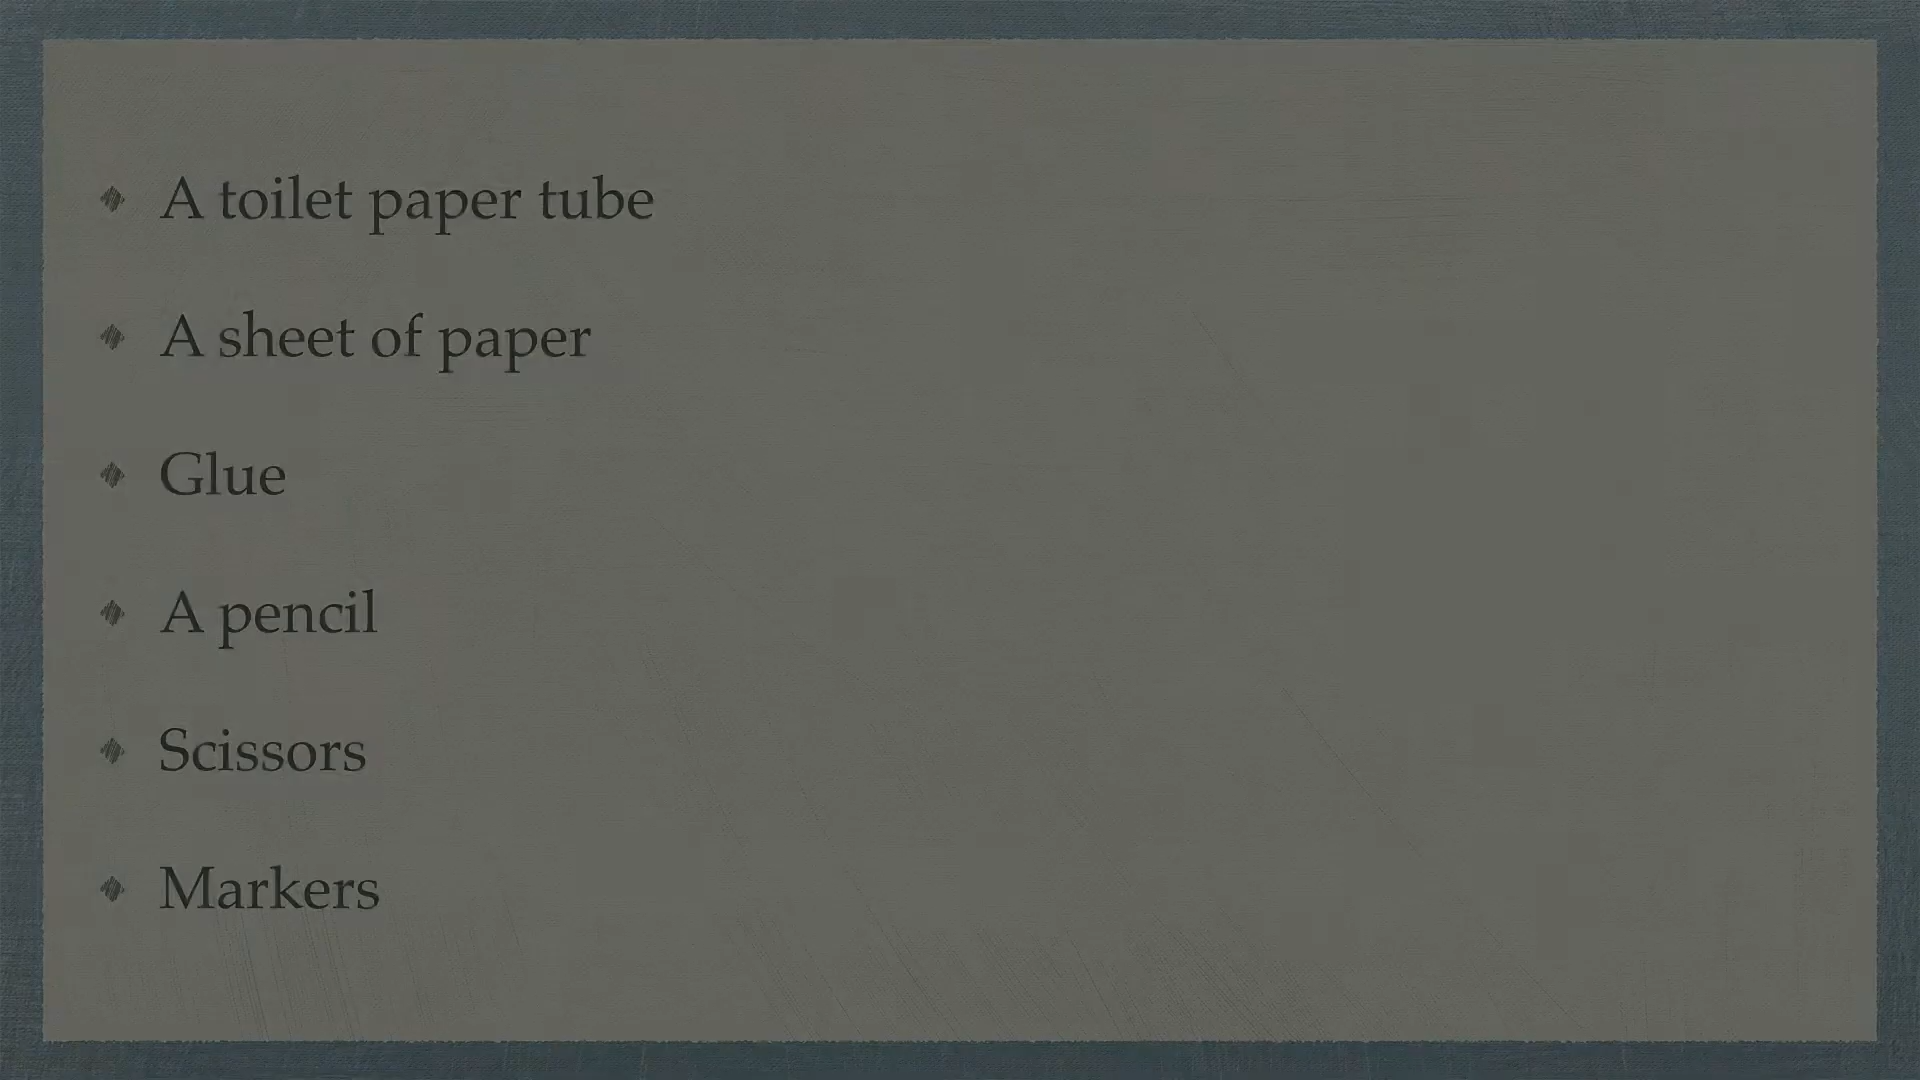 A toilet paper tube
A sheet of paper
Glue
A pencil
Scissors
Markers